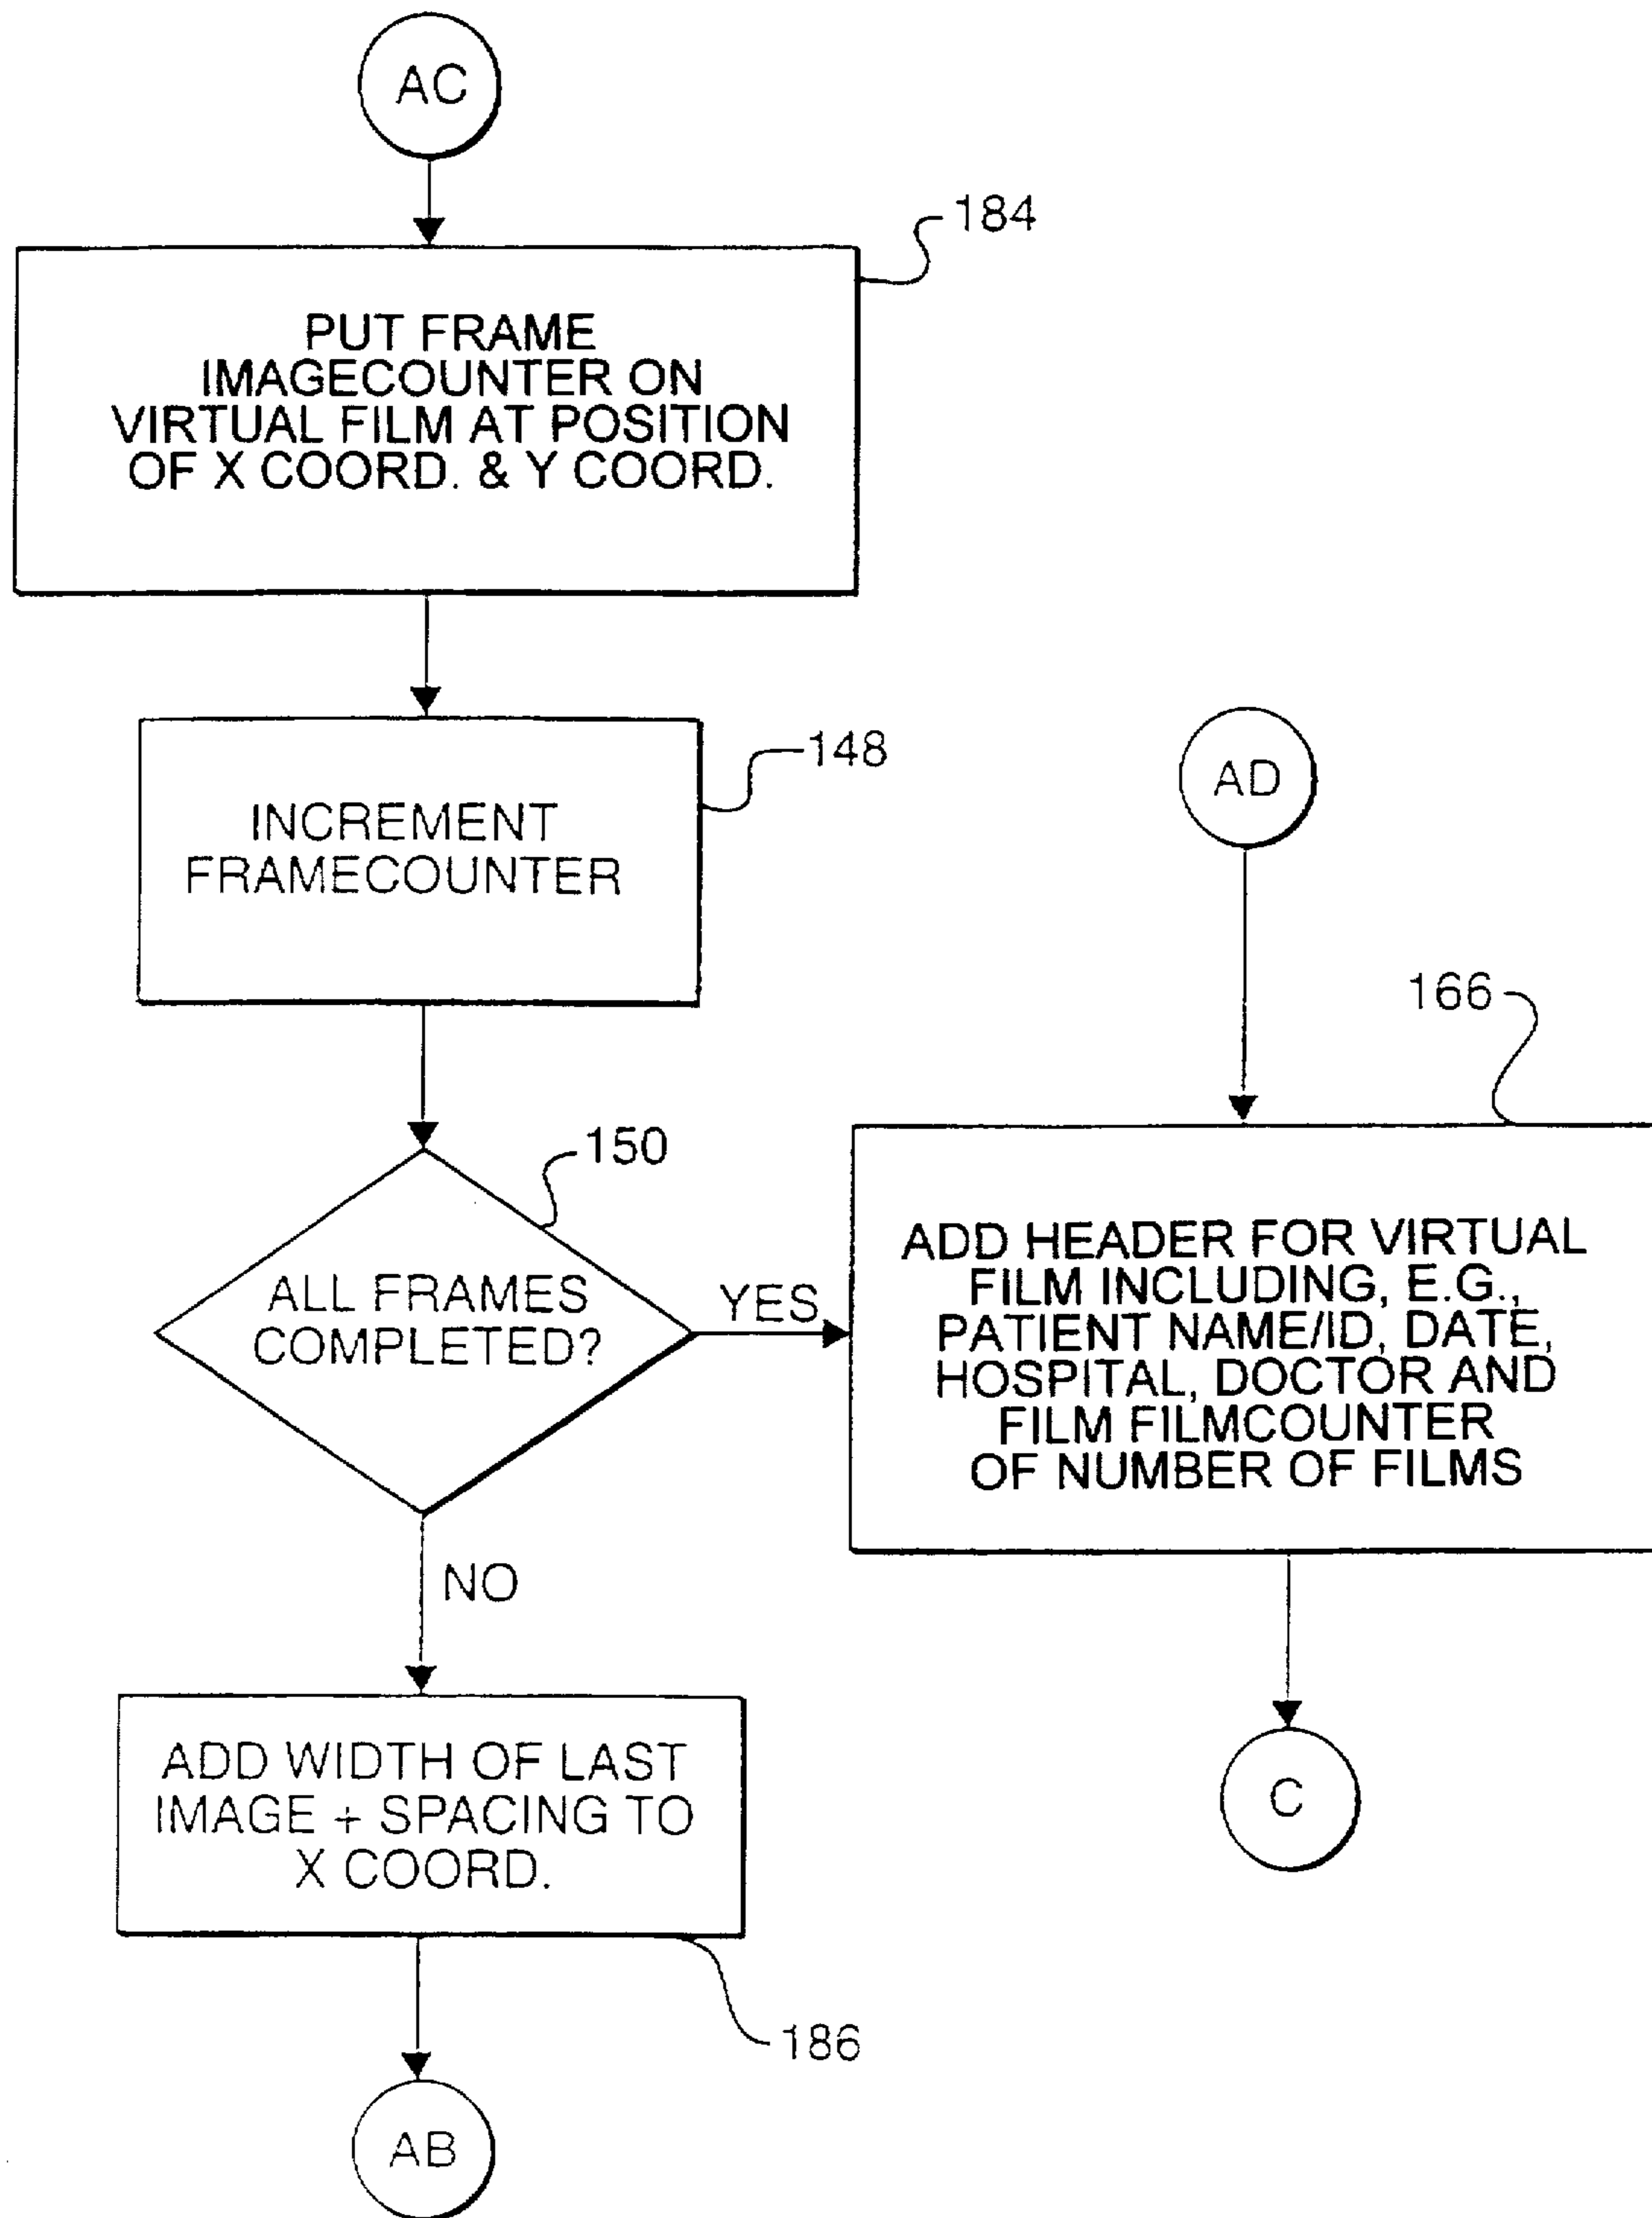 AC
184
PUT FRAME
IMAGECOUNTER ON
VIRTUAL FILM AT POSITION
OF X COORD. & Y COORD.
148
INCREMENT
FRAMECOUNTER
AD
166
150
ALL FRAMES
COMPLETED?
YES
ADD HEADER FOR VIRTUAL
FILM INCLUDING, E.G.,
PATIENT NAME/ID, DATE,
HOSPITAL, DOCTOR AND
FILM FILMCOUNTER
OF NUMBER OF FILMS
NO
ADD WIDTH OF LAST
IMAGE + SPACING TO
X COORD.
C
186
AB